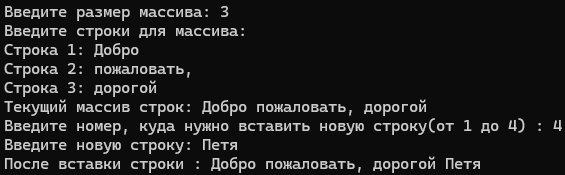 Введите размер массива: 3
Введите строки для массива:
Строка 1: Добро
Строка 2: пожаловать,
Строка 3: дорогой
Текущий массив строк: Добро пожаловать, дорогой
Введите номер, куда нужно вставить новую строку(от 1 до 4) : 4
Введите новую строку: Петя
После вставки строки : Добро пожаловать, дорогой Петя